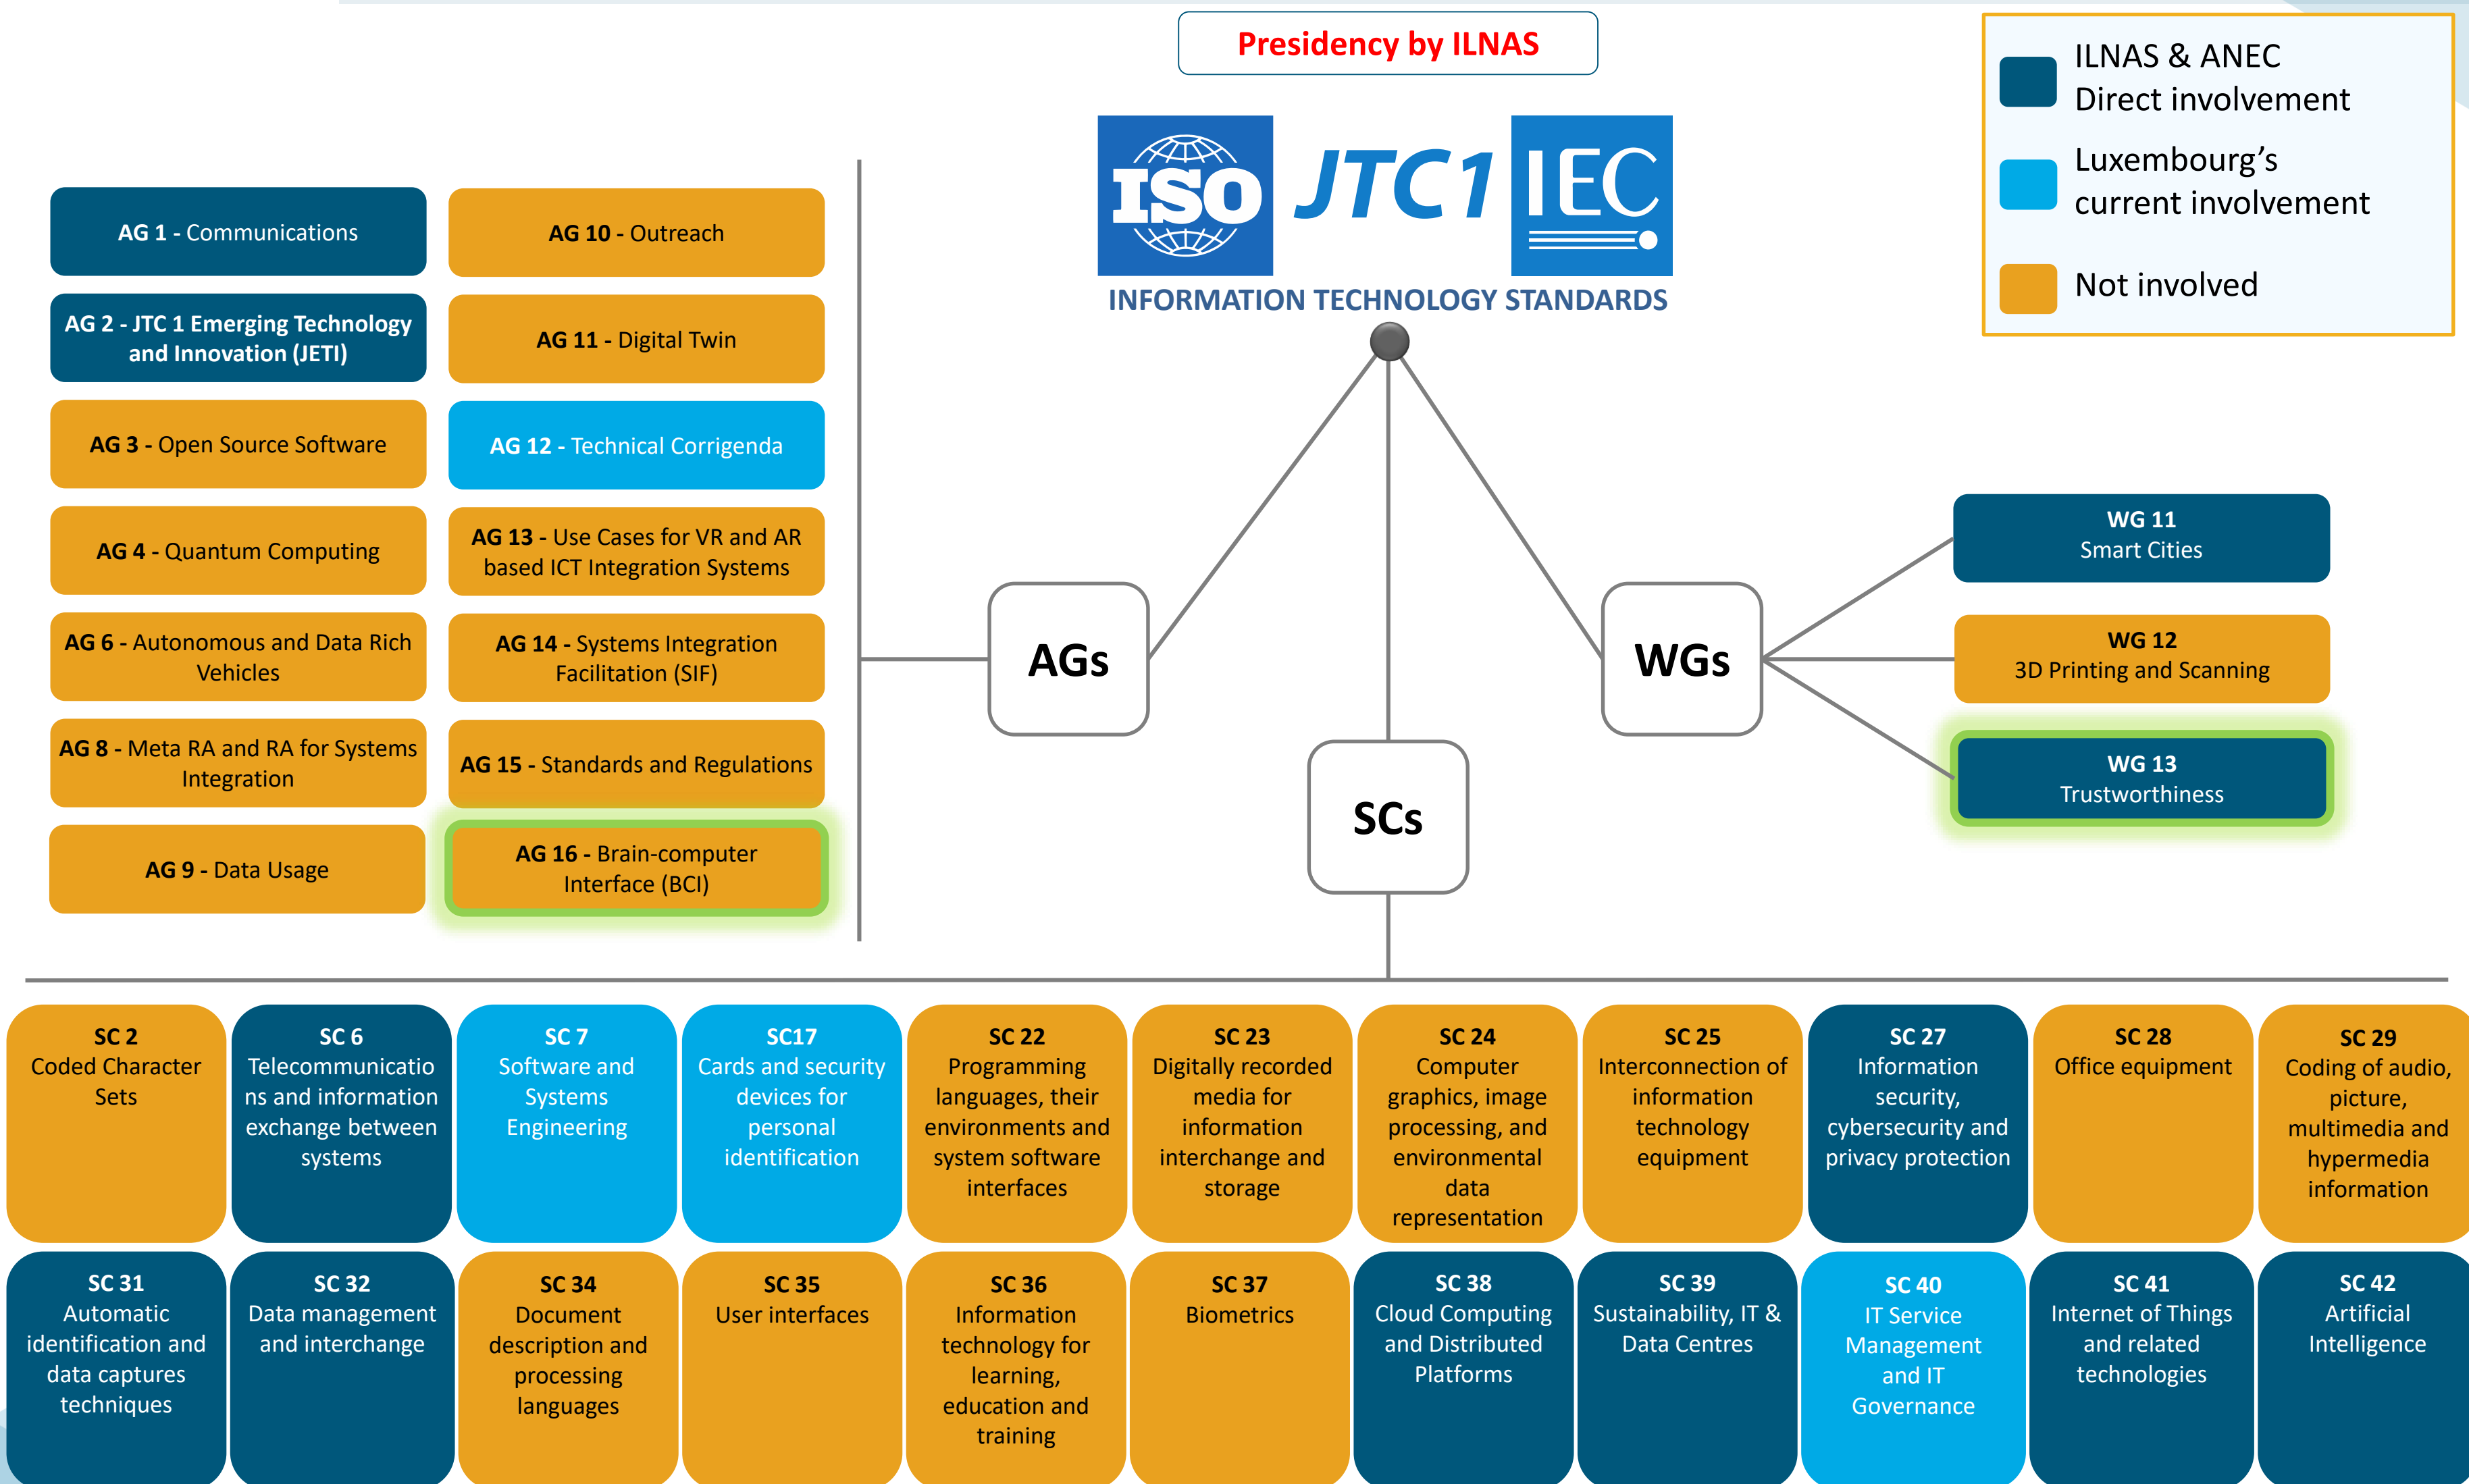 Presidency by ILNAS
ISO JTC1 IEC
INFORMATION TECHNOLOGY STANDARDS
ILNAS & ANEC
Direct involvement
Luxembourg’s
current involvement
Not involved
AG 1 - Communications
AG 2 - JTC 1 Emerging Technology
and Innovation (JETI)
AG 3 - Open Source Software
AG 4 - Quantum Computing
AG 6 - Autonomous and Data Rich
Vehicles
AG 8 - Meta RA and RA for Systems
Integration
AG 9 - Data Usage
AG 10 - Outreach
AG 11 - Digital Twin
AG 12 - Technical Corrigenda
AG 13 - Use Cases for VR and AR
based ICT Integration Systems
AG 14 - Systems Integration
Facilitation (SIF)
AG 15 - Standards and Regulations
AG 16 - Brain-computer
Interface (BCI)
AGs
SCs
WGs
WG 11
Smart Cities
WG 12
3D Printing and Scanning
WG 13
Trustworthiness
SC 2
Coded Character
Sets
SC 6
Telecommunicatio
ns and information
exchange between
systems
SC 7
Software and
Systems
Engineering
SC17
Cards and security
devices for
personal
identification
SC 22
Programming
languages, their
environments and
system software
interfaces
SC 23
Digitally recorded
media for
information
interchange and
storage
SC 24
Computer
graphics, image
processing, and
environmental
data
representation
SC 25
Interconnection of
information
technology
equipment
SC 27
Information
security,
cybersecurity and
privacy protection
SC 28
Office equipment
SC 29
Coding of audio,
picture,
multimedia and
hypermedia
information
SC 31
Automatic
identification and
data captures
techniques
SC 32
Data management
and interchange
SC 34
Document
description and
processing
languages
SC 35
User interfaces
SC 36
Information
technology for
learning,
education and
training
SC 37
Biometrics
SC 38
Cloud Computing
and Distributed
Platforms
SC 39
Sustainability, IT &
Data Centres
SC 40
IT Service
Management
and IT
Governance
SC 41
Internet of Things
and related
technologies
SC 42
Artificial
Intelligence